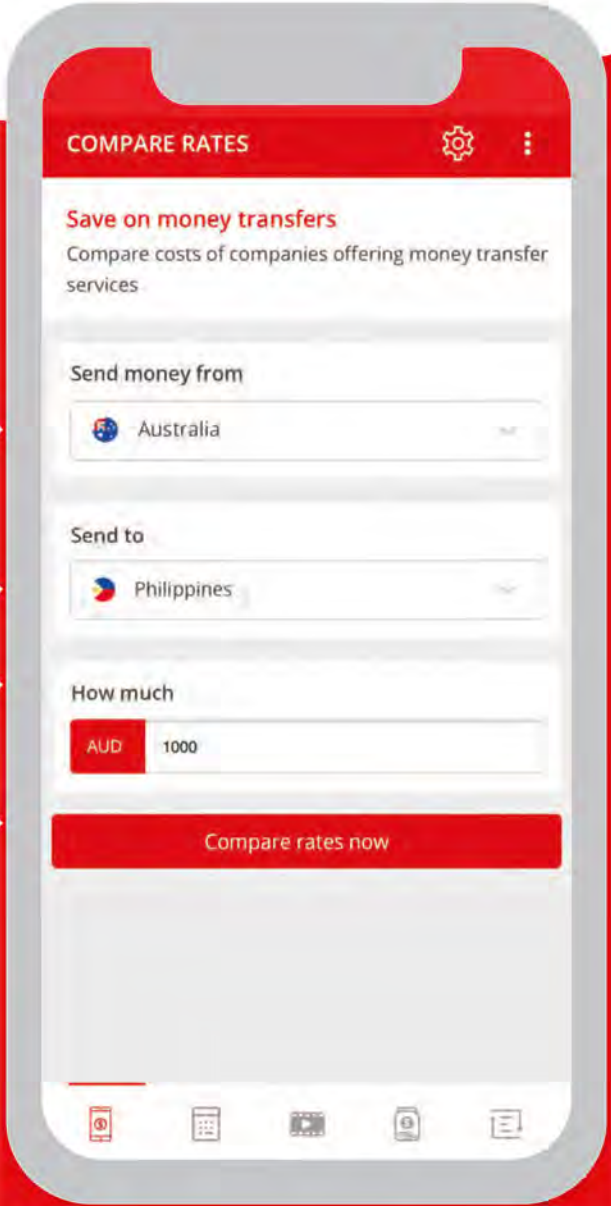 COMPARE RATES
Save on money transfers
Compare costs of companies offering money transfer
services
Send money from
Australia
Send to
Philippines
How much
AUD 1000
Compare rates now